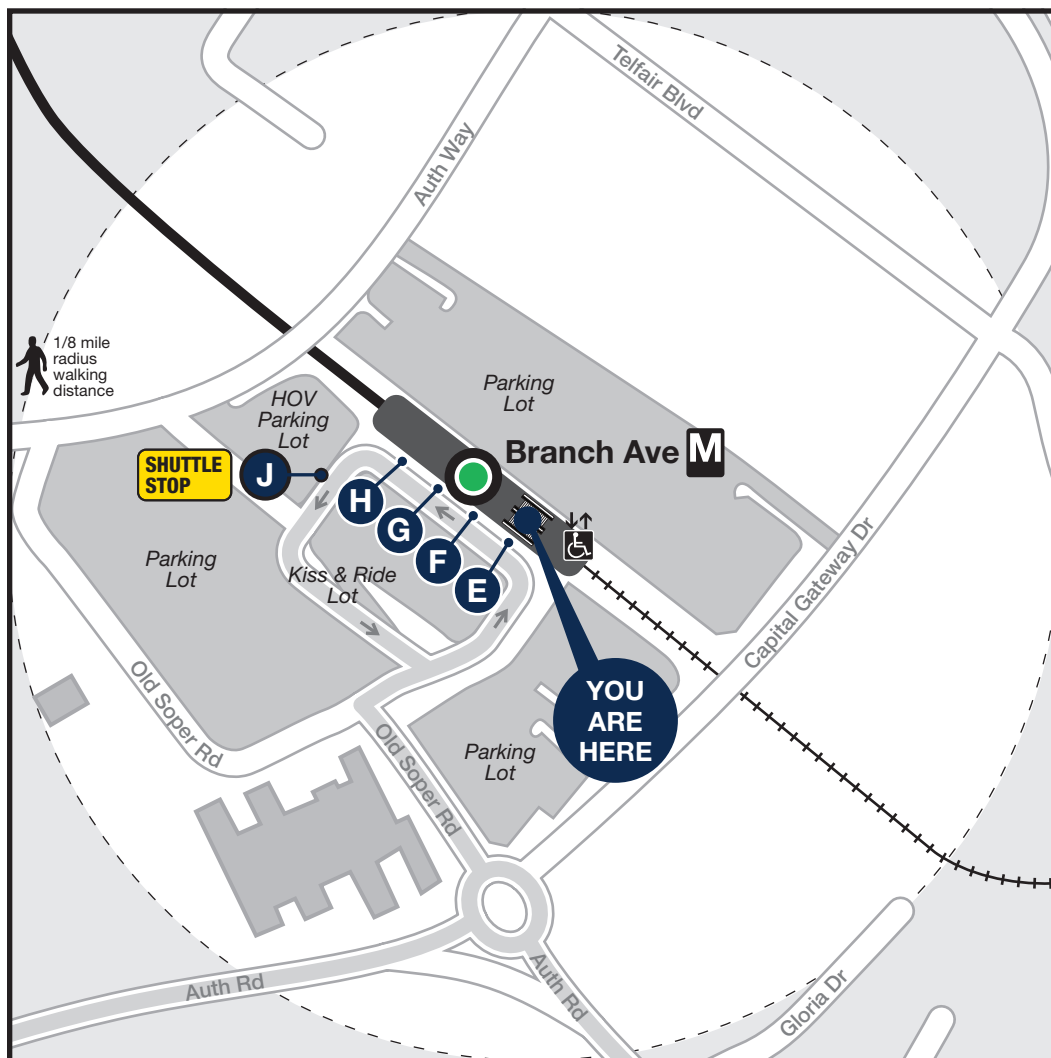 Telfair Blvd
Auth Way
1/8 mile
radius
walking
distance
HOV
Parking
Lot
Parking
Lot
Branch Ave M
SHUTTLE
STOP
J
H
G
F
E
Parking
Lot
Kiss & Ride
Lot
Capital Gateway Dr
YOU
ARE
HERE
Old Soper Rd
Old Soper Rd
Parking
Lot
Auth Rd
Auth Rd
Gloria Dr